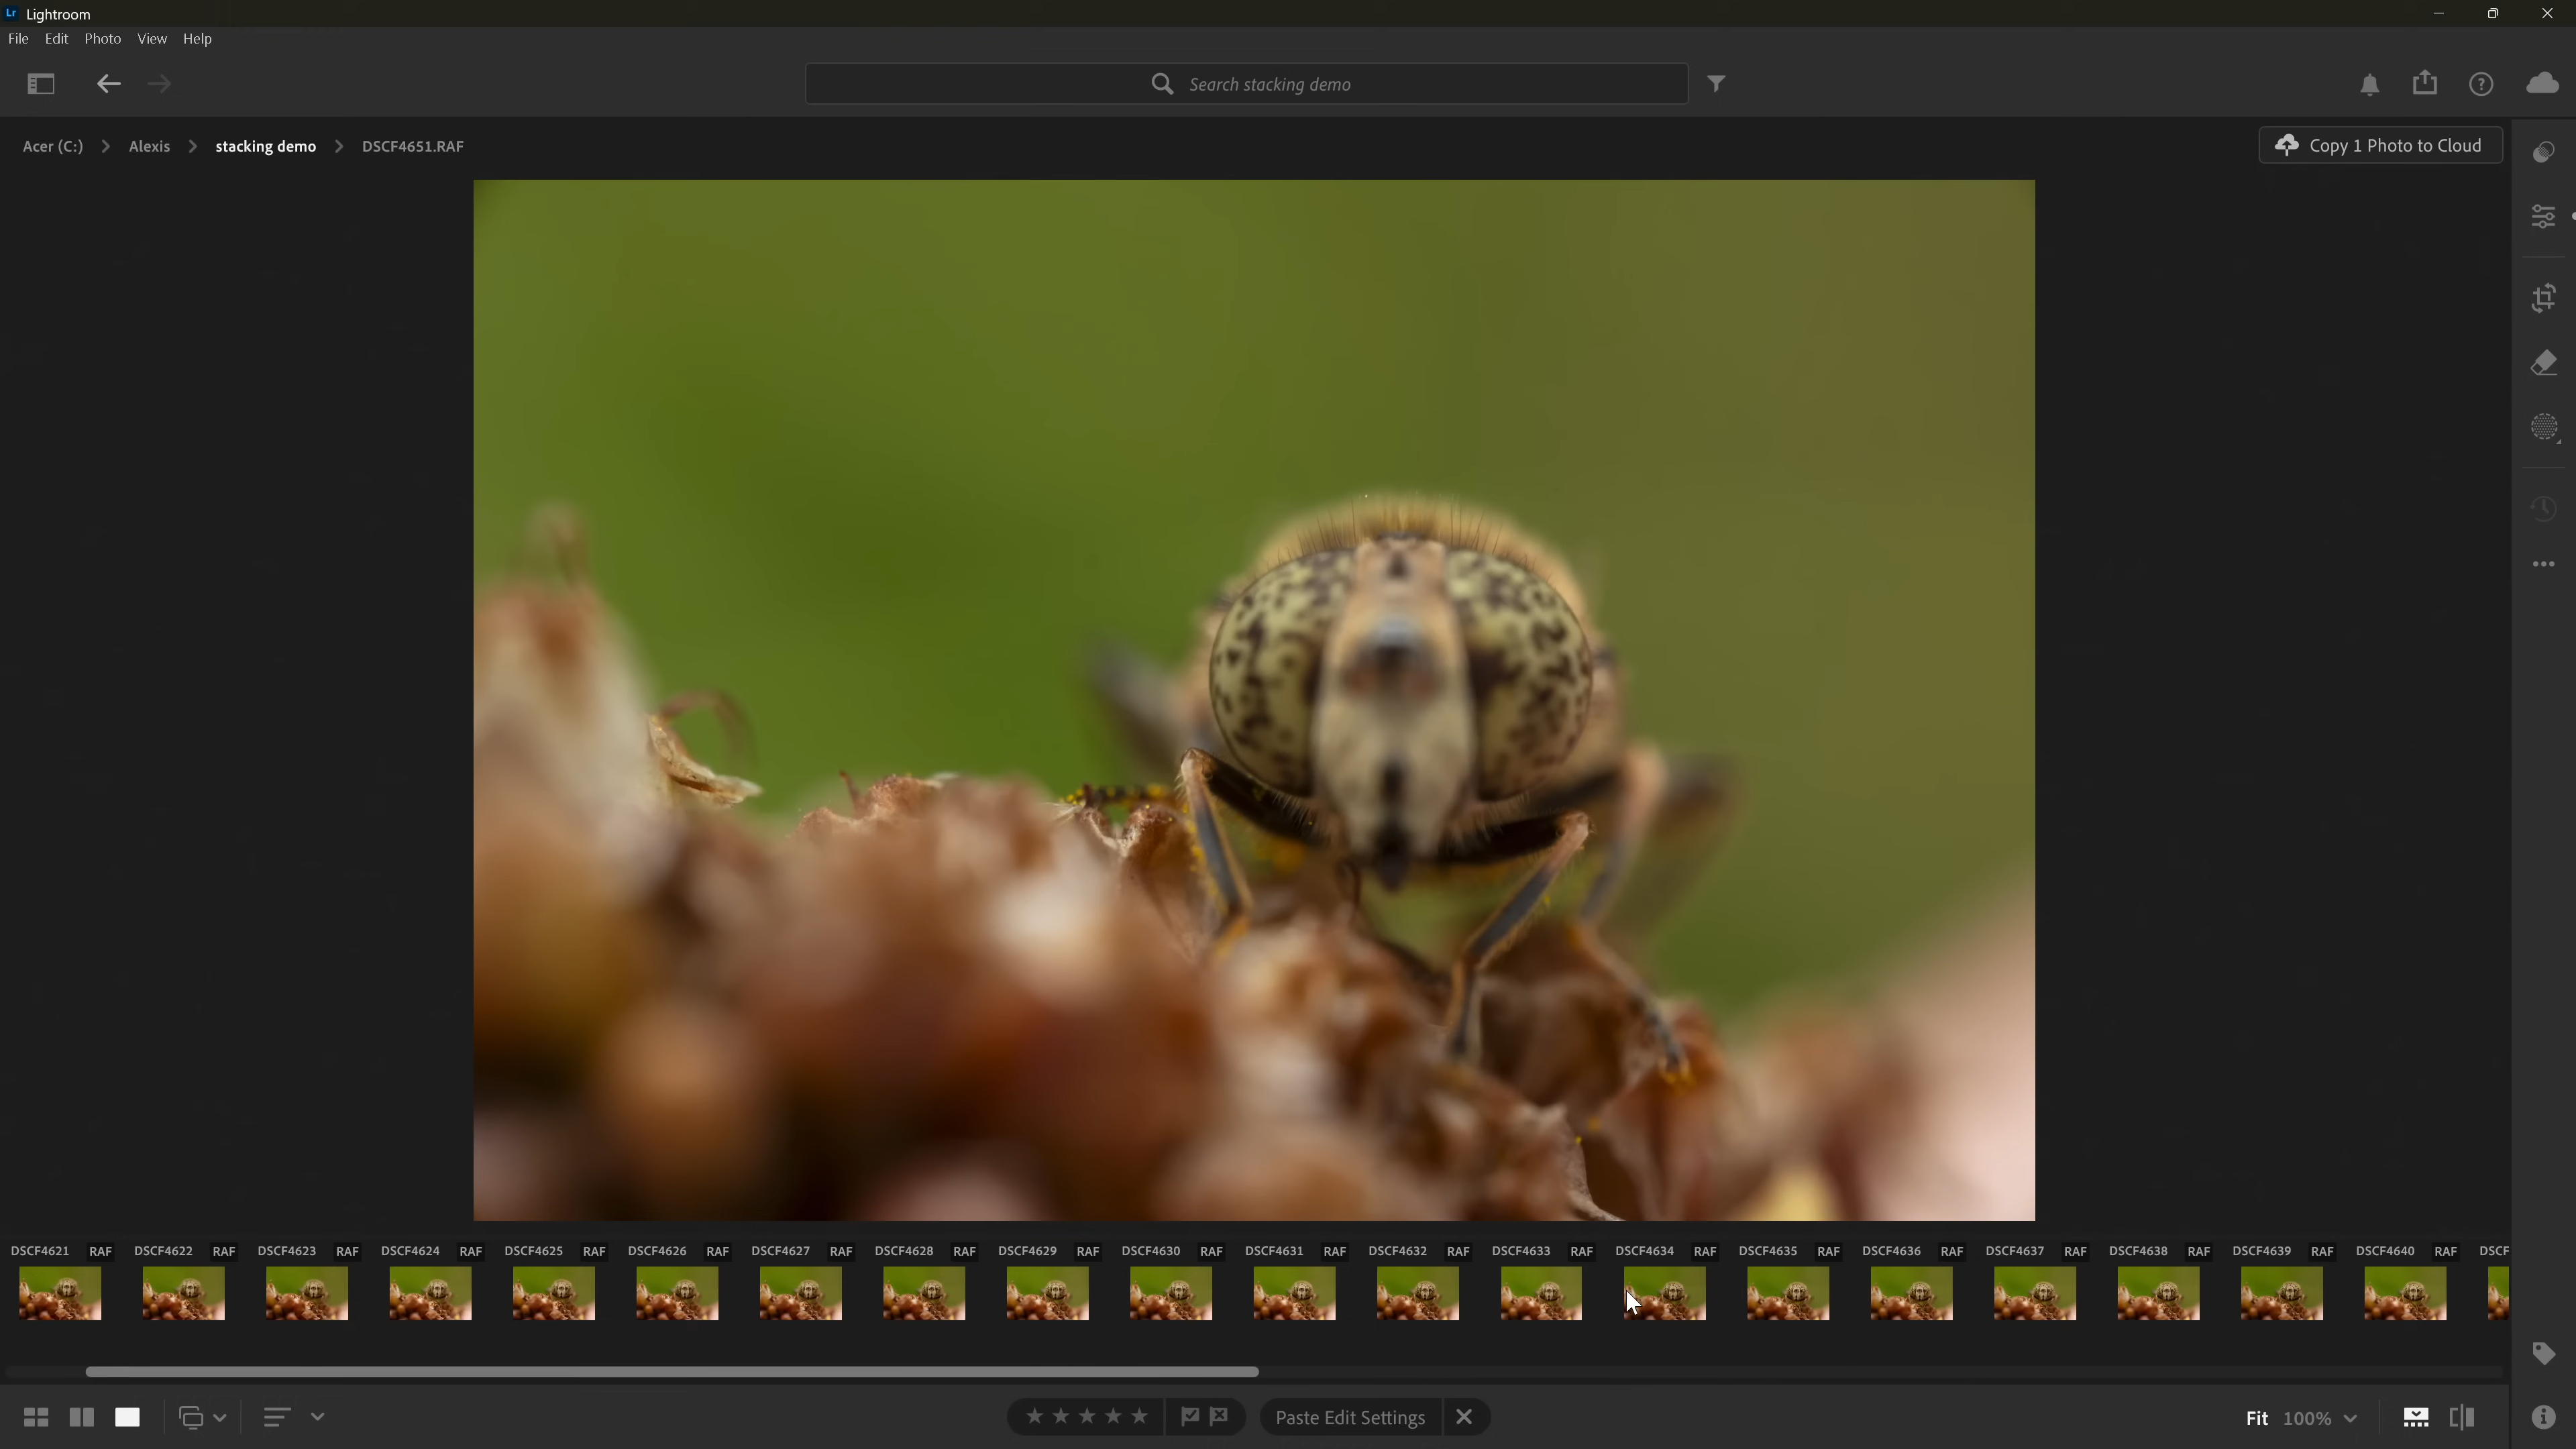 Lr Lightroom
File Edit Photo View Help
Search stacking demo
Acer (C:) > Alexis > stacking demo > DSCF4651.RAF
Copy 1 Photo to Cloud
DSCF4621 RAF DSCF4622 RAF DSCF4623 RAF DSCF4624 RAF DSCF4625 RAF DSCF4626 RAF DSCF4627 RAF DSCF4628 RAF DSCF4629 RAF DSCF4630 RAF DSCF4631 RAF DSCF4632 RAF DSCF4633 RAF DSCF4634 RAF DSCF4635 RAF DSCF4636 RAF DSCF4637 RAF DSCF4638 RAF DSCF4639 RAF DSCF4640 RAF DSCF
Paste Edit Settings
Fit 100%